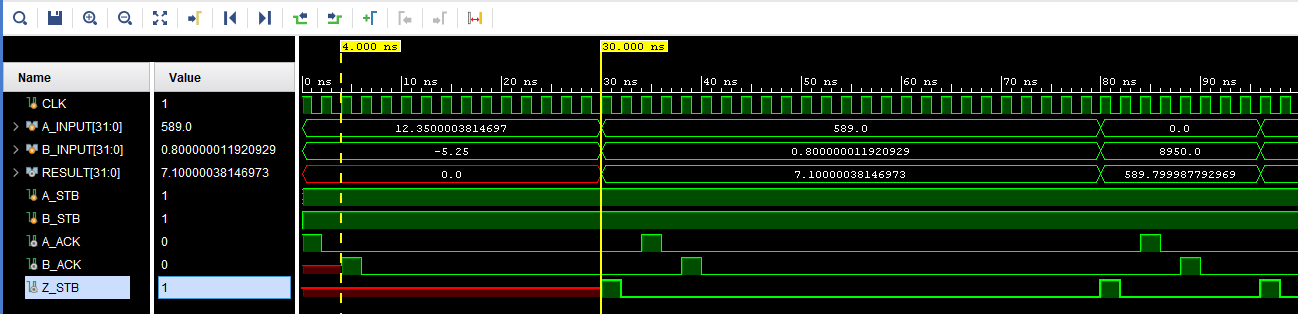 4.000 ns 30.000 ns
Name Value 0 ns 10 ns 20 ns 30 ns 40 ns 50 ns 60 ns 70 ns 80 ns 90 ns
CLK 1
A_INPUT[31:0] 589.0 12.3500003814697 589.0 0.0
B_INPUT[31:0] 0.800000011920929 -5.25 0.800000011920929 8950.0
RESULT[31:0] 7.10000038146973 0.0 7.10000038146973 589.799987792969
A_STB 1
B_STB 1
A_ACK 0
B_ACK 0
Z_STB 1